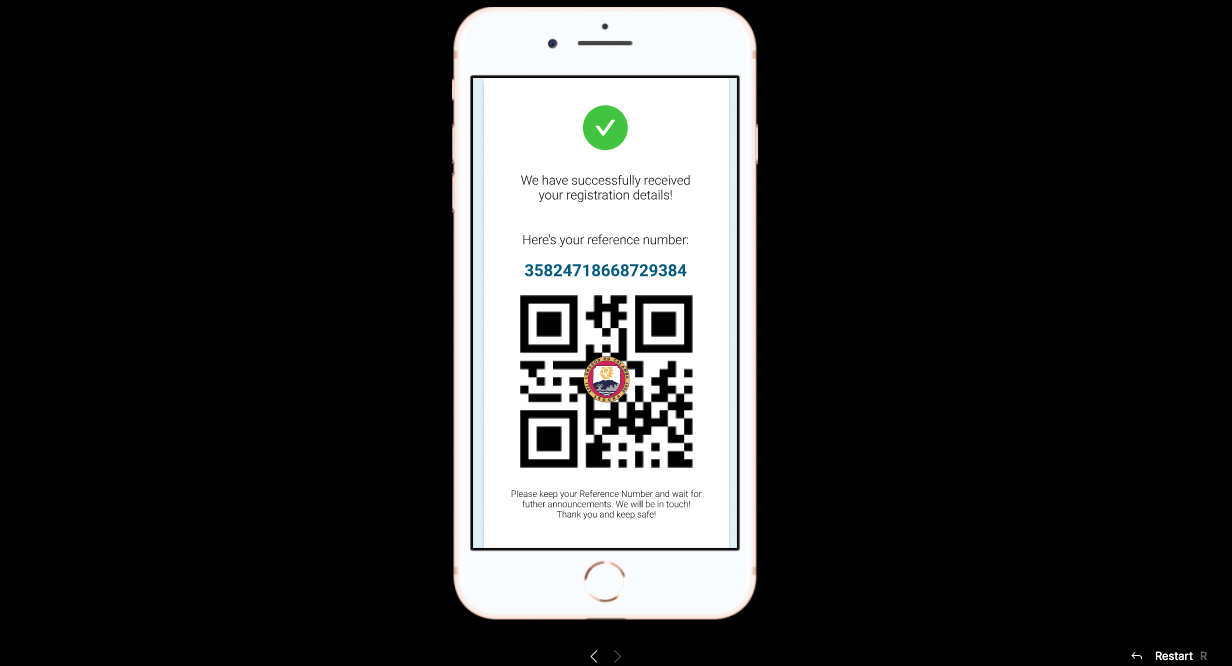 We have successfully received
your registration details!
Here's your reference number:
35824718668729384
Please keep your Reference Number and wait for
futher announcements. We will be in touch!
Thank you and keep safe!
Restart R